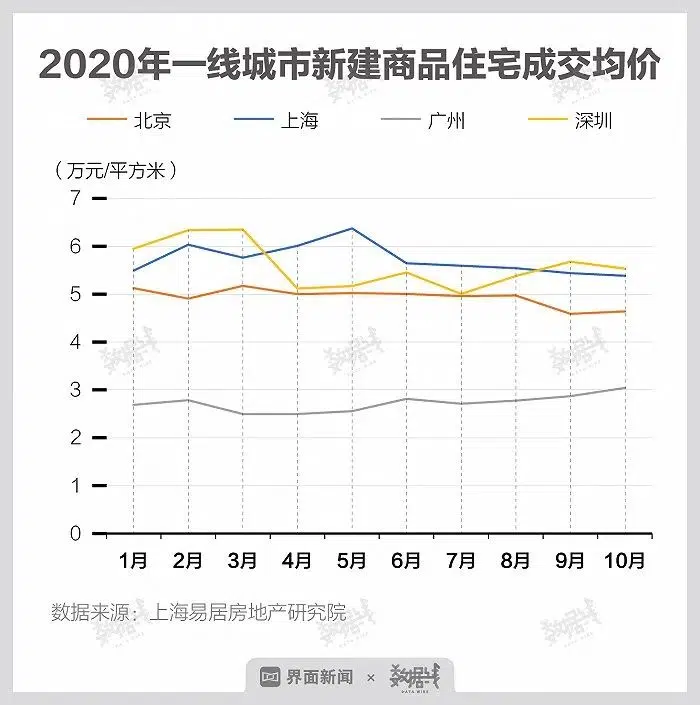 2020年一线城市新建商品住宅成交均价
北京 上海 广州 深圳
（万元/平方米）
7
6
5
4
3
2
1
0
1月 2月 3月 4月 5月 6月 7月 8月 9月 10月
数据来源：上海易居房地产研究院
界面新闻 × 数据线
DATA WIRE